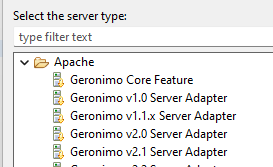 Select the server type:
type filter text
Apache
Geronimo Core Feature
Geronimo v1.0 Server Adapter
Geronimo v1.1.x Server Adapter
Geronimo v2.0 Server Adapter
Geronimo v2.1 Server Adapter